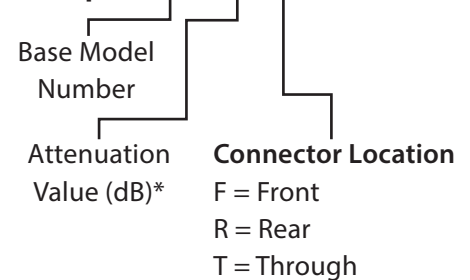 Base Model
Number
Attenuation
Value (dB)*
Connector Location
F = Front
R = Rear
T = Through